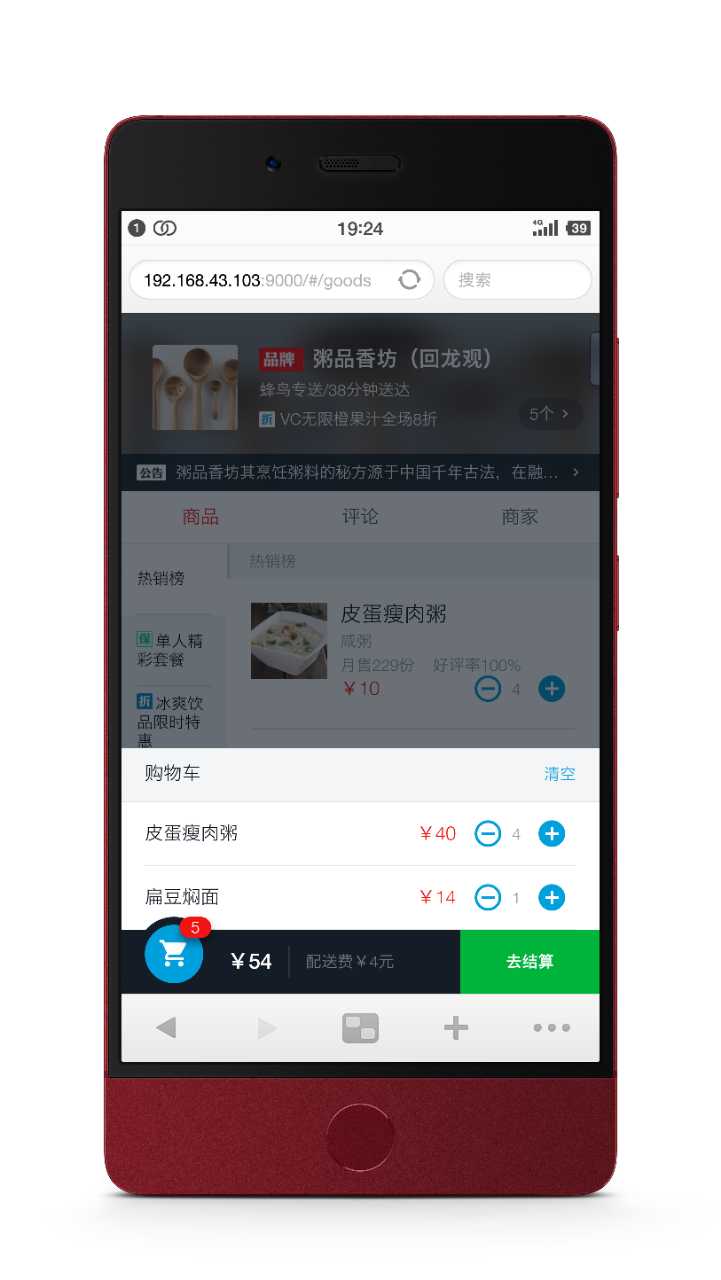 1
19:24
4G
39
192.168.43.103:9000/#/goods
搜索
品牌 粥品香坊（回龙观）
蜂鸟专送/38分钟送达
折 VC无限橙果汁全场8折
5个 >
公告 粥品香坊其烹饪粥料的秘方源于中国千年古法，在融... >
商品 评论 商家
热销榜
热销榜
保 单人精
彩套餐
折 冰爽饮
品限时特
惠
皮蛋瘦肉粥
咸粥
月售229份 好评率100%
￥10
4
购物车
清空
皮蛋瘦肉粥 ￥40 4
扁豆焖面 ￥14 1
5
￥54 配送费￥4元 去结算